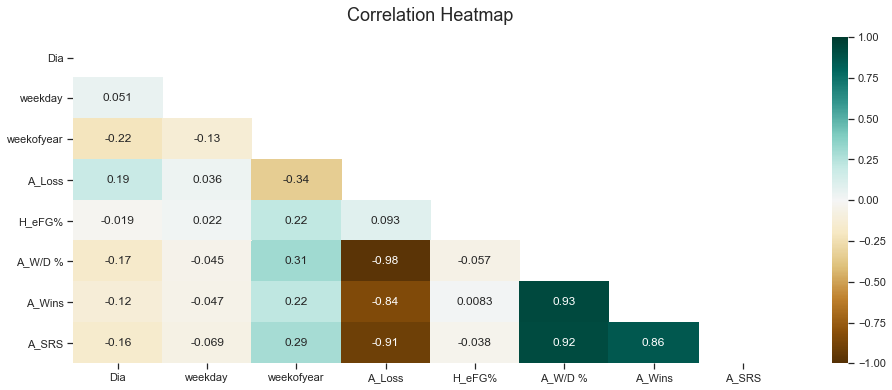 Correlation Heatmap
1.00
Dia
0.75
weekday 0.051
0.50
weekofyear -0.22 -0.13
0.25
A_Loss 0.19 0.036 -0.34
0.00
H_eFG% -0.019 0.022 0.22 0.093
-0.25
A_W/D % -0.17 -0.045 0.31 -0.98 -0.057
-0.50
A_Wins -0.12 -0.047 0.22 -0.84 0.0083 0.93
-0.75
A_SRS -0.16 -0.069 0.29 -0.91 -0.038 0.92 0.86
-1.00
Dia weekday weekofyear A_Loss H_eFG% A_W/D % A_Wins A_SRS